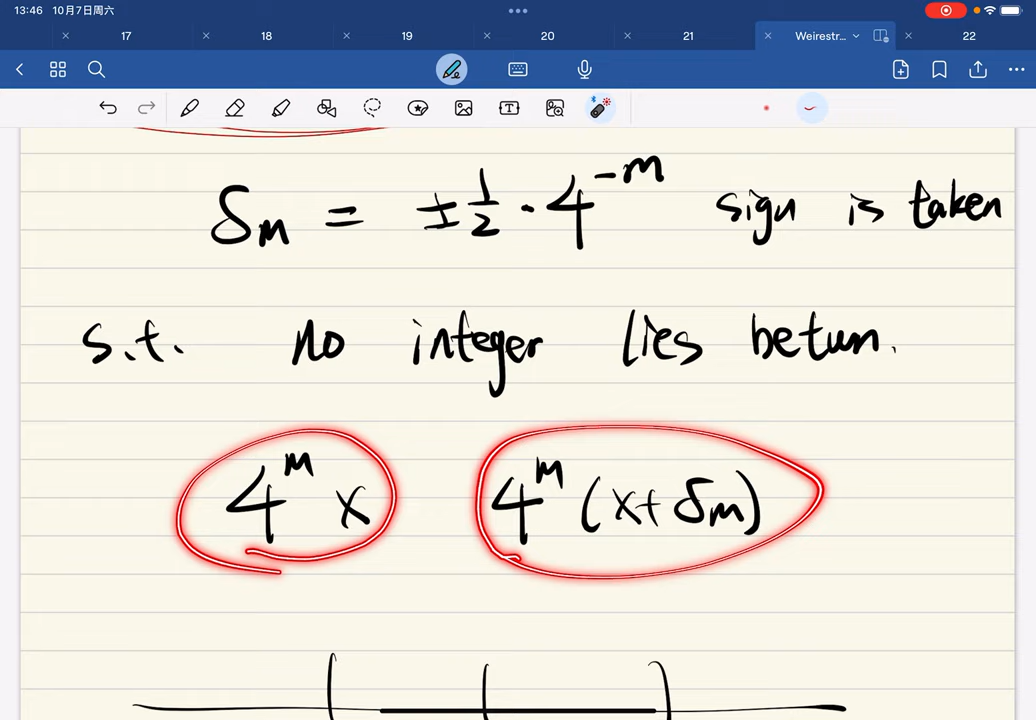 13:46 10月7日周六
17 18 19 20 21 Weirestr... 22
δm = ±1/2 · 4^-m sign is taken
s.t. no integer lies betwn.
4^m x 4^m (x+ δm)